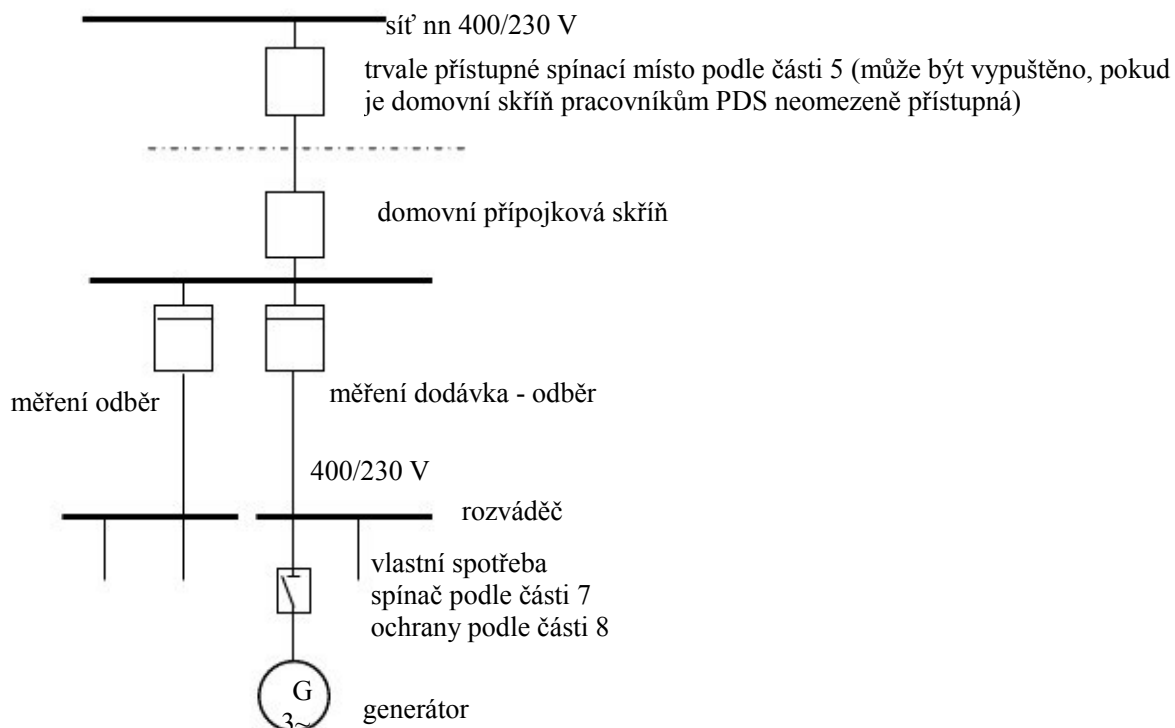 síť nn 400/230 V
trvale přístupné spínací místo podle části 5 (může být vypuštěno, pokud
je domovní skříň pracovníkům PDS neomezeně přístupná)
domovní přípojková skříň
měření odběr
měření dodávka - odběr
400/230 V
rozváděč
vlastní spotřeba
spínač podle části 7
ochrany podle části 8
G
3~
generátor